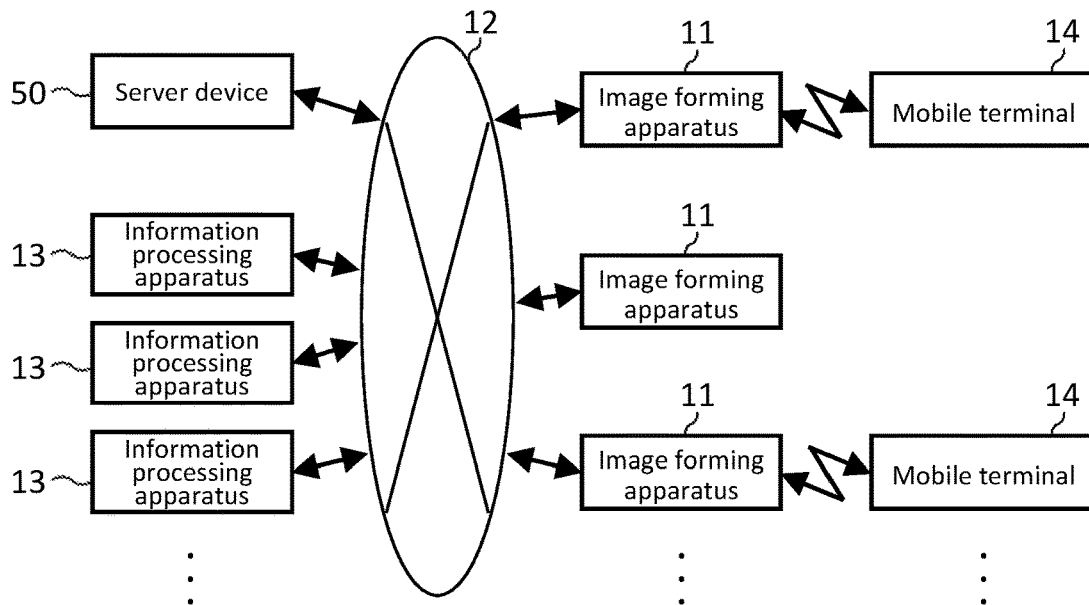 12
11
14
50
Server device
Image forming
apparatus
Mobile terminal
11
13
Information
processing
apparatus
Image forming
apparatus
13
Information
processing
apparatus
11
14
13
Information
processing
apparatus
Image forming
apparatus
Mobile terminal